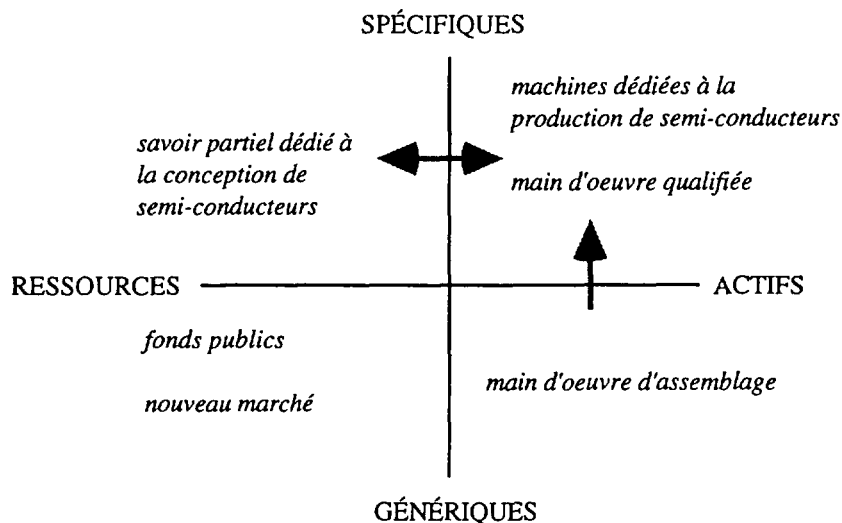 SPÉCIFIQUES
machines dédiées à la
production de semi-conducteurs
savoir partiel dédié à
la conception de
semi-conducteurs
main d'oeuvre qualifiée
RESSOURCES
ACTIFS
fonds publics
nouveau marché
main d'oeuvre d'assemblage
GÉNÉRIQUES